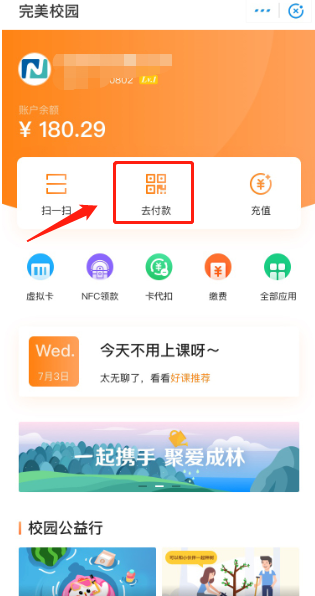 完美校园
账户余额
¥ 180.29
扫一扫
去付款
充值
虚拟卡
NFC领款
卡代扣
缴费
全部应用
Wed.
7月3日
今天不用上课呀～
太无聊了，看看好课推荐
一起携手 聚爱成林
校园公益行